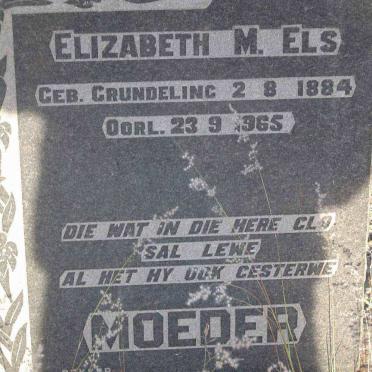 ELIZABETH M. ELS
GEB. GRUNDELING 2 8 1884
OORL. 23 9 1965
DIE WAT IN DIE HERE GLO
SAL LEWE
AL HET HY OOK GESTERWE
MOEDER